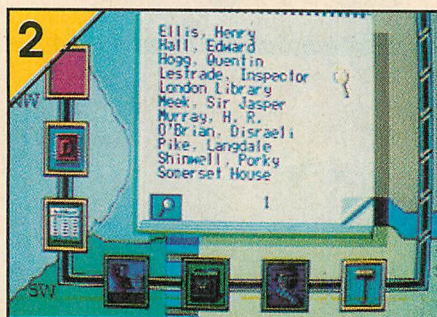 2
Ellis, Henry
Hall, Edward
Hogg, Quentin
Lestrade, Inspector
London Library
Meek, Sir Jasper
Murray, H. R.
O'Brian, Disraeli
Pike, Langdale
Shinwell, Porky
Somerset House
NW
SW